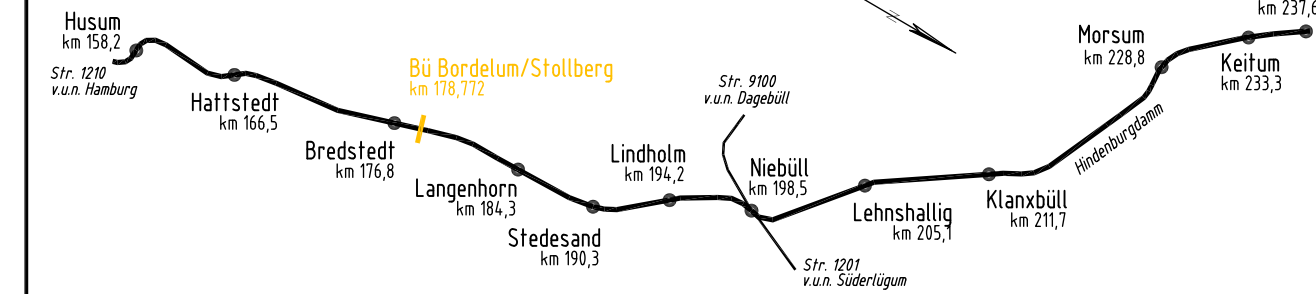 Husum
km 158,2
Str. 1210
v.u.n. Hamburg
Hattstedt
km 166,5
Bü Bordelum/Stollberg
km 178,772
Bredstedt
km 176,8
Langenhorn
km 184,3
Stedesand
km 190,3
Lindholm
km 194,2
Str. 9100
v.u.n. Dagebüll
Niebüll
km 198,5
Str. 1201
v.u.n. Süderlügum
Lehnshallig
km 205,1
Klanxbüll
km 211,7
Hindenburgdamm
Morsum
km 228,8
Keitum
km 233,3
km 237,6
N